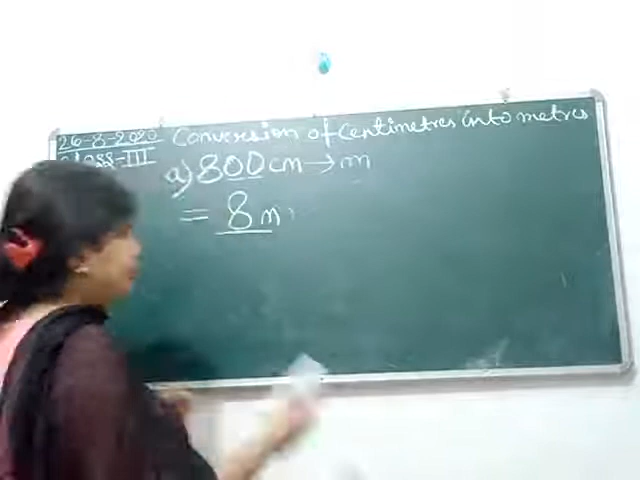 26-8-2020
Class-III
Conversion of Centimetres into metres
a) 800 cm → m
= 8 m